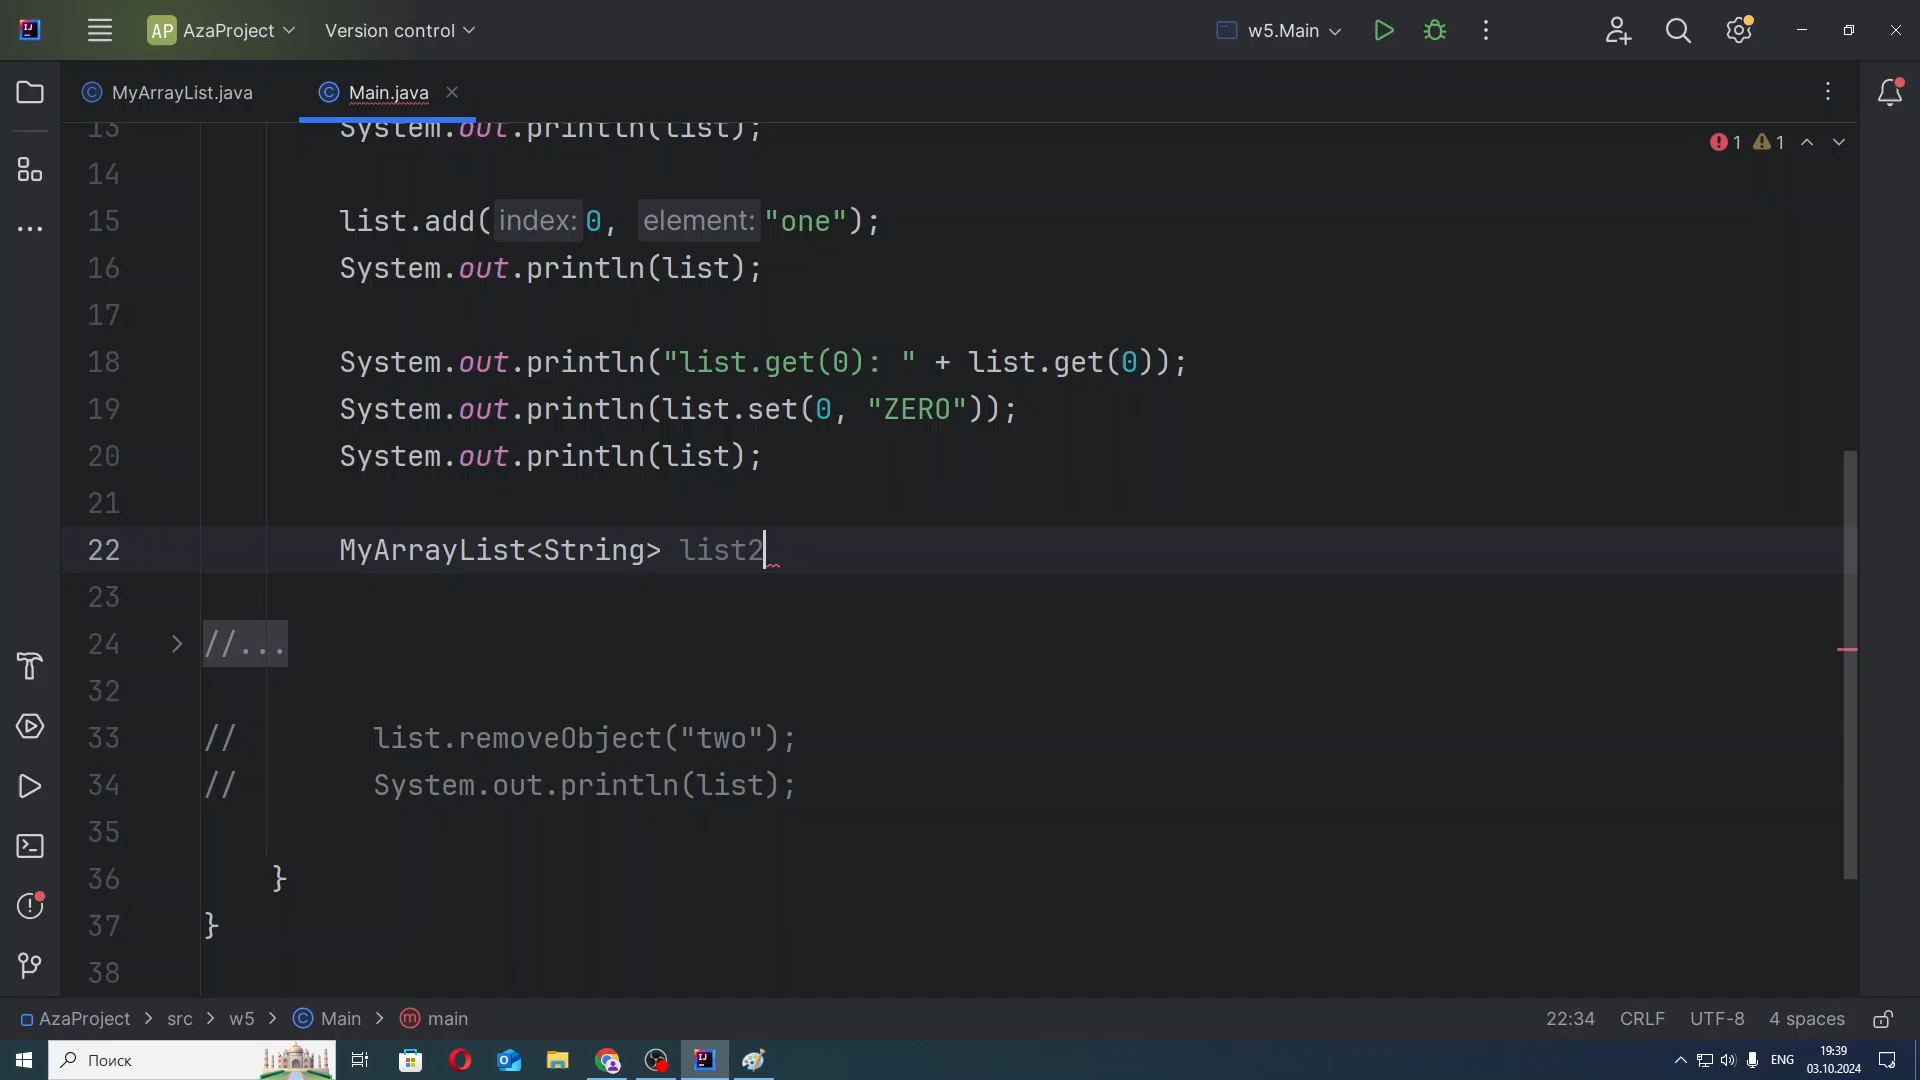 AP AzaProject Version control w5.Main
MyArrayList.java Main.java
13 System.out.println(list);
1 1
14
15 list.add(index: 0, element: "one");
16 System.out.println(list);
17
18 System.out.println("list.get(0): " + list.get(0));
19 System.out.println(list.set(0, "ZERO"));
20 System.out.println(list);
21
22 MyArrayList<String> list2
23
24 //...
32
33 // list.removeObject("two");
34 // System.out.println(list);
35
36 }
37 }
38
AzaProject > src > w5 > Main > main 22:34 CRLF UTF-8 4 spaces
Поиск ENG 19:39
03.10.2024